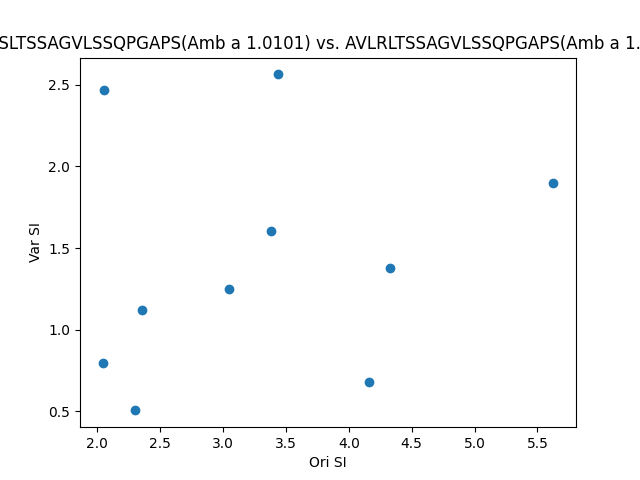 SLTSSAGVLSSQPGAPS(Amb a 1.0101) vs. AVLRLTSSAGVLSSQPGAPS(Amb a 1.
2.5
2.0
1.5
1.0
0.5
Var SI
2.0 2.5 3.0 3.5 4.0 4.5 5.0 5.5
Ori SI